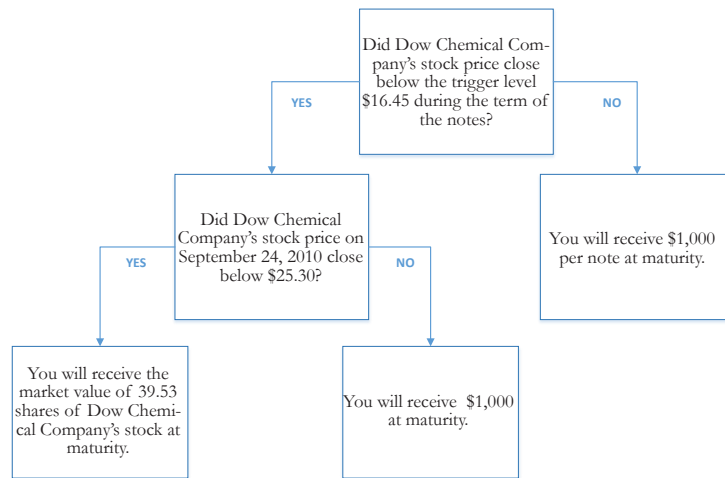 Did Dow Chemical Com-
pany's stock price close
below the trigger level
$16.45 during the term of
the notes?
YES
NO
Did Dow Chemical
Company's stock price on
September 24, 2010 close
below $25.30?
You will receive $1,000
per note at maturity.
YES
NO
You will receive the
market value of 39.53
shares of Dow Chemi-
cal Company's stock at
maturity.
You will receive $1,000
at maturity.